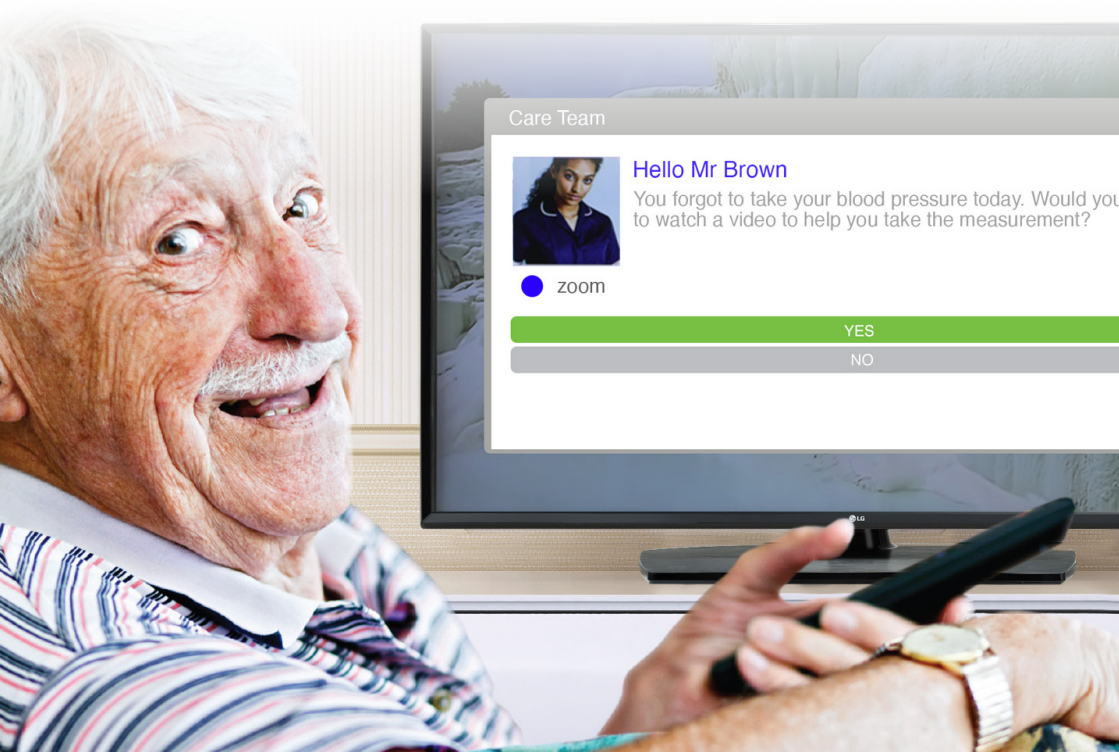 Care Team
Hello Mr Brown
You forgot to take your blood pressure today. Would you
to watch a video to help you take the measurement?
zoom
YES
NO
LG